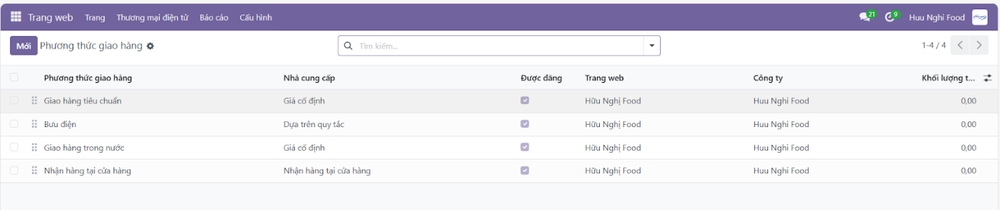 Trang web Trang Thương mại điện tử Báo cáo Cấu hình 21 9 Huu Nghi Food
Mới Phương thức giao hàng Tìm kiếm... 1-4 / 4
Phương thức giao hàng Nhà cung cấp Được đăng Trang web Công ty Khối lượng t...
Giao hàng tiêu chuẩn Giá cố định Hữu Nghị Food Huu Nghi Food 0,00
Bưu điện Dựa trên quy tắc Hữu Nghị Food Huu Nghi Food 0,00
Giao hàng trong nước Giá cố định Hữu Nghị Food Huu Nghi Food 0,00
Nhận hàng tại cửa hàng Nhận hàng tại cửa hàng Hữu Nghị Food Huu Nghi Food 0,00